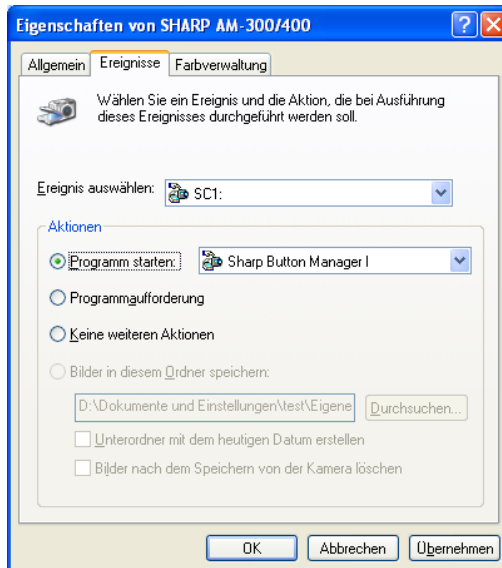 Eigenschaften von SHARP AM-300/400
Allgemein Ereignisse Farbverwaltung
Wählen Sie ein Ereignis und die Aktion, die bei Ausführung
dieses Ereignisses durchgeführt werden soll.
Ereignis auswählen: SC1:
Aktionen
Programm starten: Sharp Button Manager I
Programmaufforderung
Keine weiteren Aktionen
Bilder in diesem Ordner speichern:
D:\Dokumente und Einstellungen\test\Eigene Durchsuchen...
Unterordner mit dem heutigen Datum erstellen
Bilder nach dem Speichern von der Kamera löschen
OK Abbrechen Übernehmen